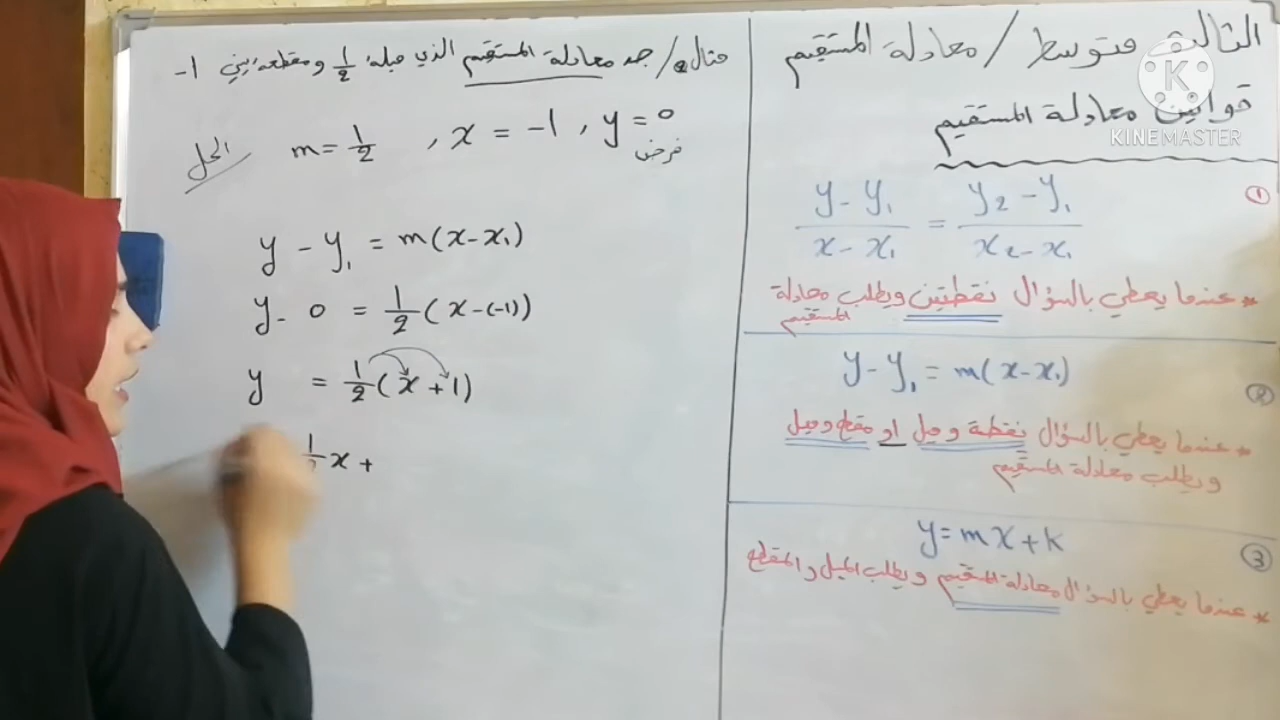 الثالث متوسط / معادلة المستقيم
قوانين معادلة المستقيم
①
y - y₁ / x - x₁ = y₂ - y₁ / x₂ - x₁
* عندما يعطي بالسؤال نقطتين ويطلب معادلة
المستقيم
②
y - y₁ = m(x - x₁)
* عندما يعطي بالسؤال نقطة وميل او مقطع وميل
ويطلب معادلة المستقيم
③
y = mx + k
* عندما يعطي بالسؤال معادلة المستقيم ويطلب الميل والمقطع
مثال / جد معادلة المستقيم الذي ميله 1/2 ومقطعه السيني -1
الحل
m = 1/2 , x = -1 , y = 0
فرض
y - y₁ = m(x - x₁)
y - 0 = 1/2 (x - (-1))
y = 1/2 (x + 1)
x +
K
KINEMASTER